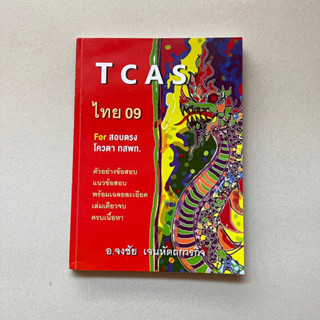 TCAS
ไทย 09
For สอบตรง
โควตา กสพท.
ตัวอย่างข้อสอบ
แนวข้อสอบ
พร้อมเฉลยละเอียด
เล่มเดียวจบ
ครบเนื้อหา
อ.จงชัย เจนหัตถการกิจ